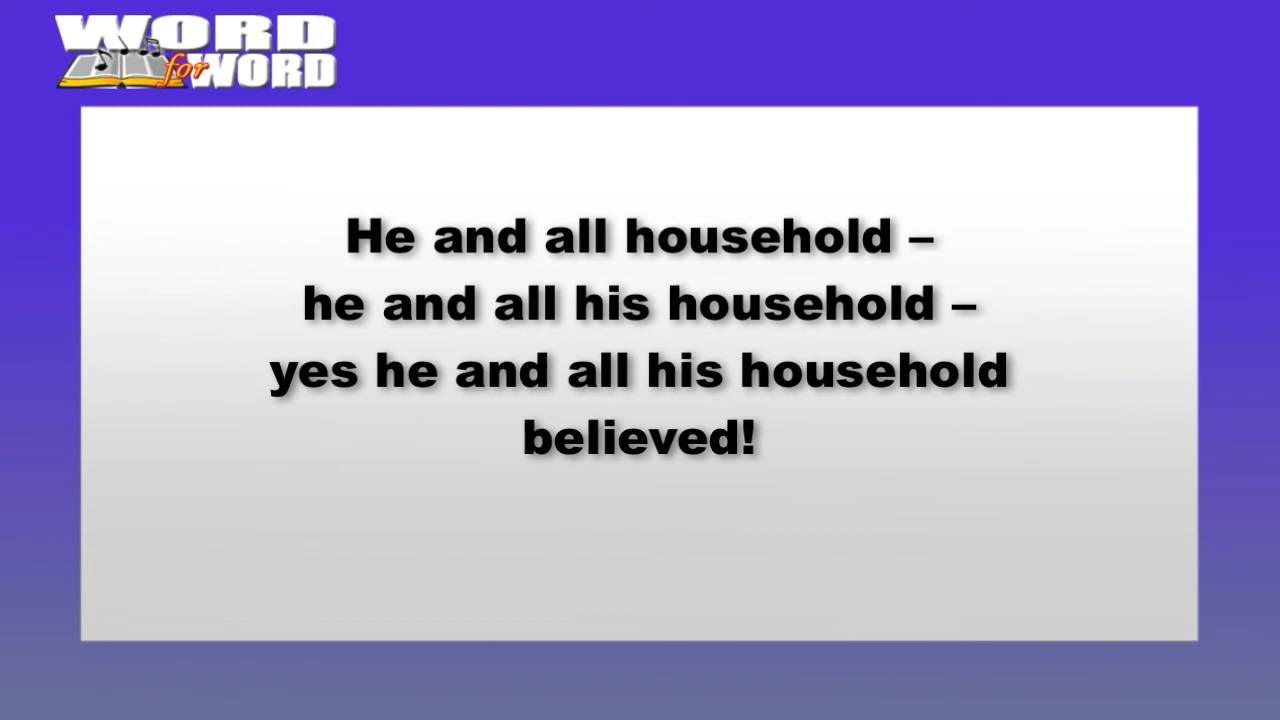 WORD
for WORD
He and all household –
he and all his household –
yes he and all his household
believed!